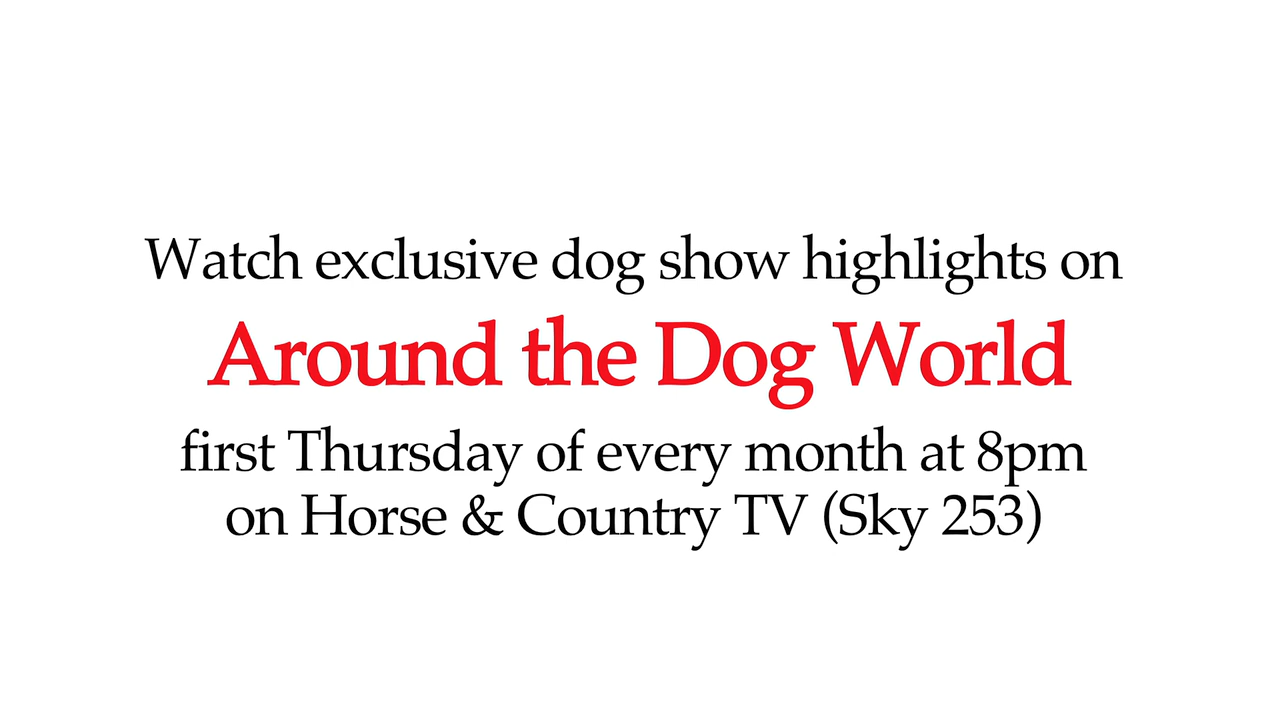 Watch exclusive dog show highlights on
Around the Dog World
first Thursday of every month at 8pm
on Horse & Country TV (Sky 253)